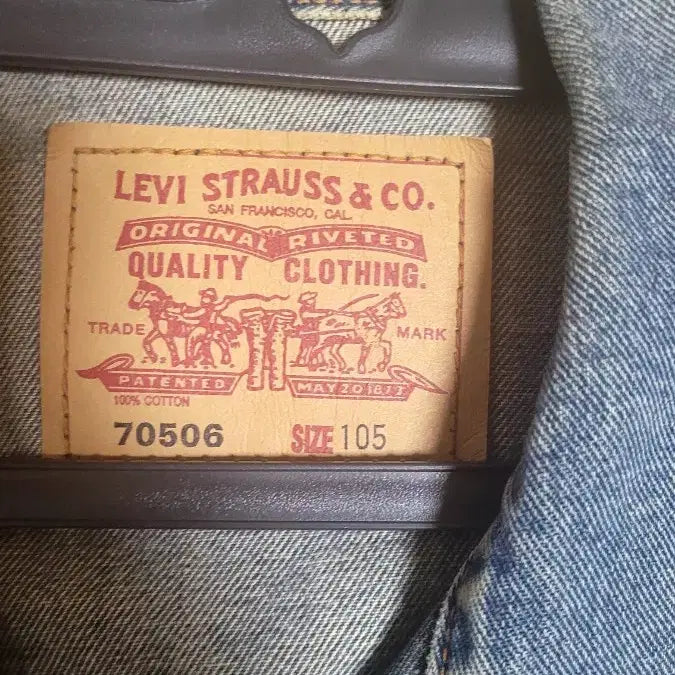 LEVI STRAUSS & CO.
SAN FRANCISCO, CAL
ORIGINAL RIVETED
QUALITY CLOTHING.
TRADE MARK
PATENTED MAY 20 1873
100% COTTON
70506 SIZE 105